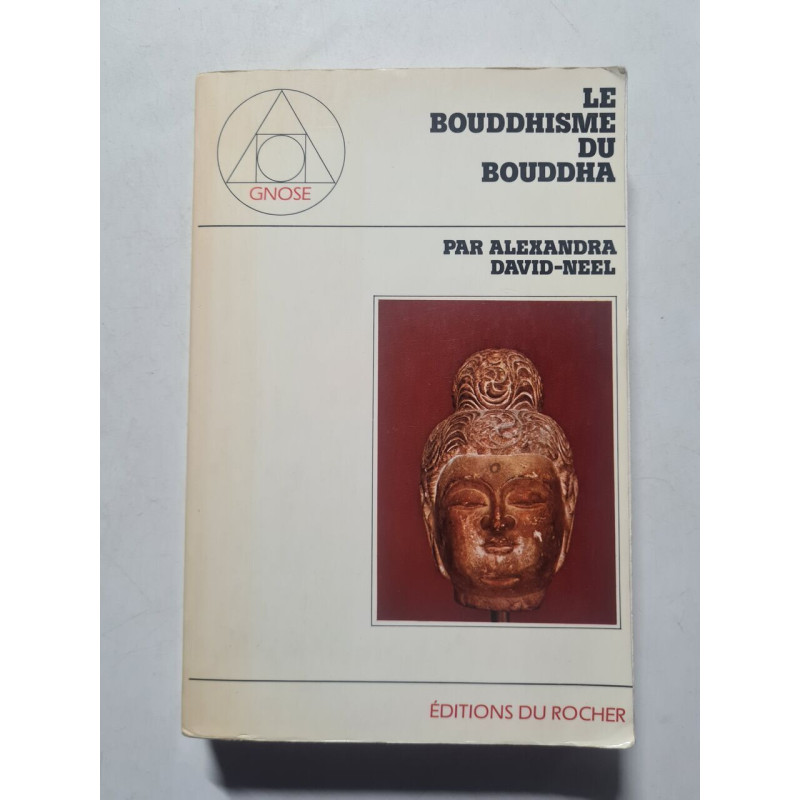 GNOSE
LE
BOUDDHISME
DU
BOUDDHA
PAR ALEXANDRA
DAVID-NEEL
ÉDITIONS DU ROCHER